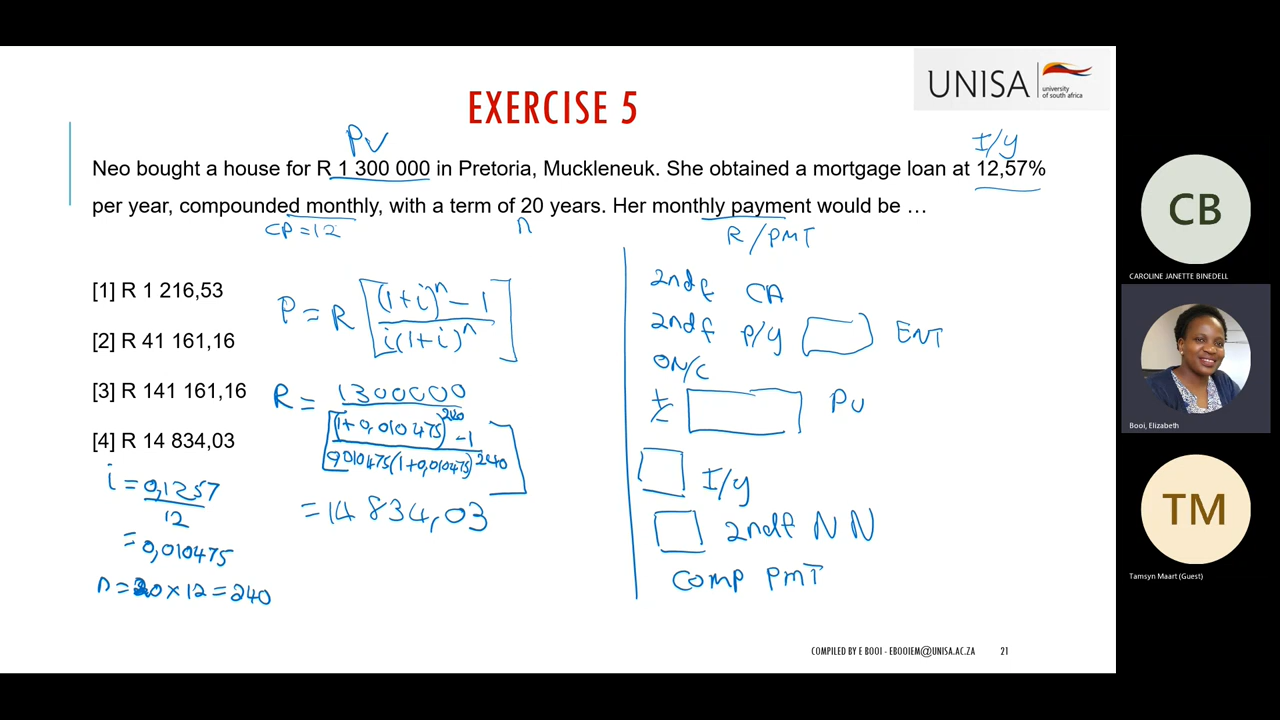 UNISA
university
of south africa
EXERCISE 5
PV
I/Y
Neo bought a house for R 1 300 000 in Pretoria, Muckleneuk. She obtained a mortgage loan at 12,57%
per year, compounded monthly, with a term of 20 years. Her monthly payment would be …
CP = 12
n
R / PMT
[1] R 1 216,53
[2] R 41 161,16
[3] R 141 161,16
[4] R 14 834,03
i = 0,1257
12
= 0,010475
n = 20 × 12 = 240
P = R [(1+i)^n – 1
i(1+i)^n]
R = 1300000
[(1+0,010475)^240 – 1
0,010475(1+0,010475)^240]
= 14 834,03
2ndf CA
2ndf P/Y ENT
ON/C
+/- PV
I/Y
2ndf N N
COMP PMT
COMPILED BY E BOOI - EBOOIEM@UNISA.AC.ZA 21
CB
CAROLINE JANETTE BINEDELL
Booi, Elizabeth
TM
Tamsyn Maart (Guest)